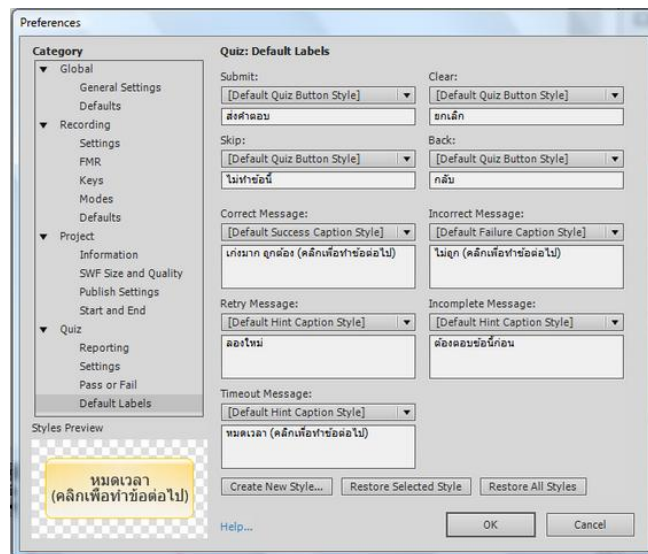 Preferences
Category
Global
General Settings
Defaults
Recording
Settings
FMR
Keys
Modes
Defaults
Project
Information
SWF Size and Quality
Publish Settings
Start and End
Quiz
Reporting
Settings
Pass or Fail
Default Labels
Styles Preview
หมดเวลา
(คลิกเพื่อทำข้อต่อไป)
Quiz: Default Labels
Submit:
[Default Quiz Button Style]
ส่งคำตอบ
Clear:
[Default Quiz Button Style]
ยกเลิก
Skip:
[Default Quiz Button Style]
ไม่ทำข้อนี้
Back:
[Default Quiz Button Style]
กลับ
Correct Message:
[Default Success Caption Style]
เก่งมาก ถูกต้อง (คลิกเพื่อทำข้อต่อไป)
Incorrect Message:
[Default Failure Caption Style]
ไม่ถูก (คลิกเพื่อทำข้อต่อไป)
Retry Message:
[Default Hint Caption Style]
ลองใหม่
Incomplete Message:
[Default Hint Caption Style]
ต้องตอบข้อนี้ก่อน
Timeout Message:
[Default Hint Caption Style]
หมดเวลา (คลิกเพื่อทำข้อต่อไป)
Create New Style...
Restore Selected Style
Restore All Styles
Help...
OK
Cancel